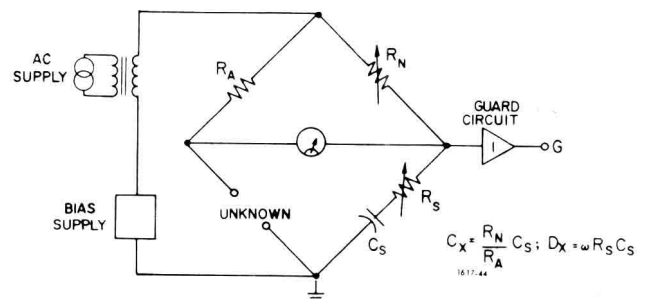 AC
SUPPLY
R_A
R_N
GUARD
CIRCUIT
I
G
BIAS
SUPPLY
UNKNOWN
R_S
C_S
C_X = R_N/R_A C_S; D_X = ωR_S C_S
1617-44